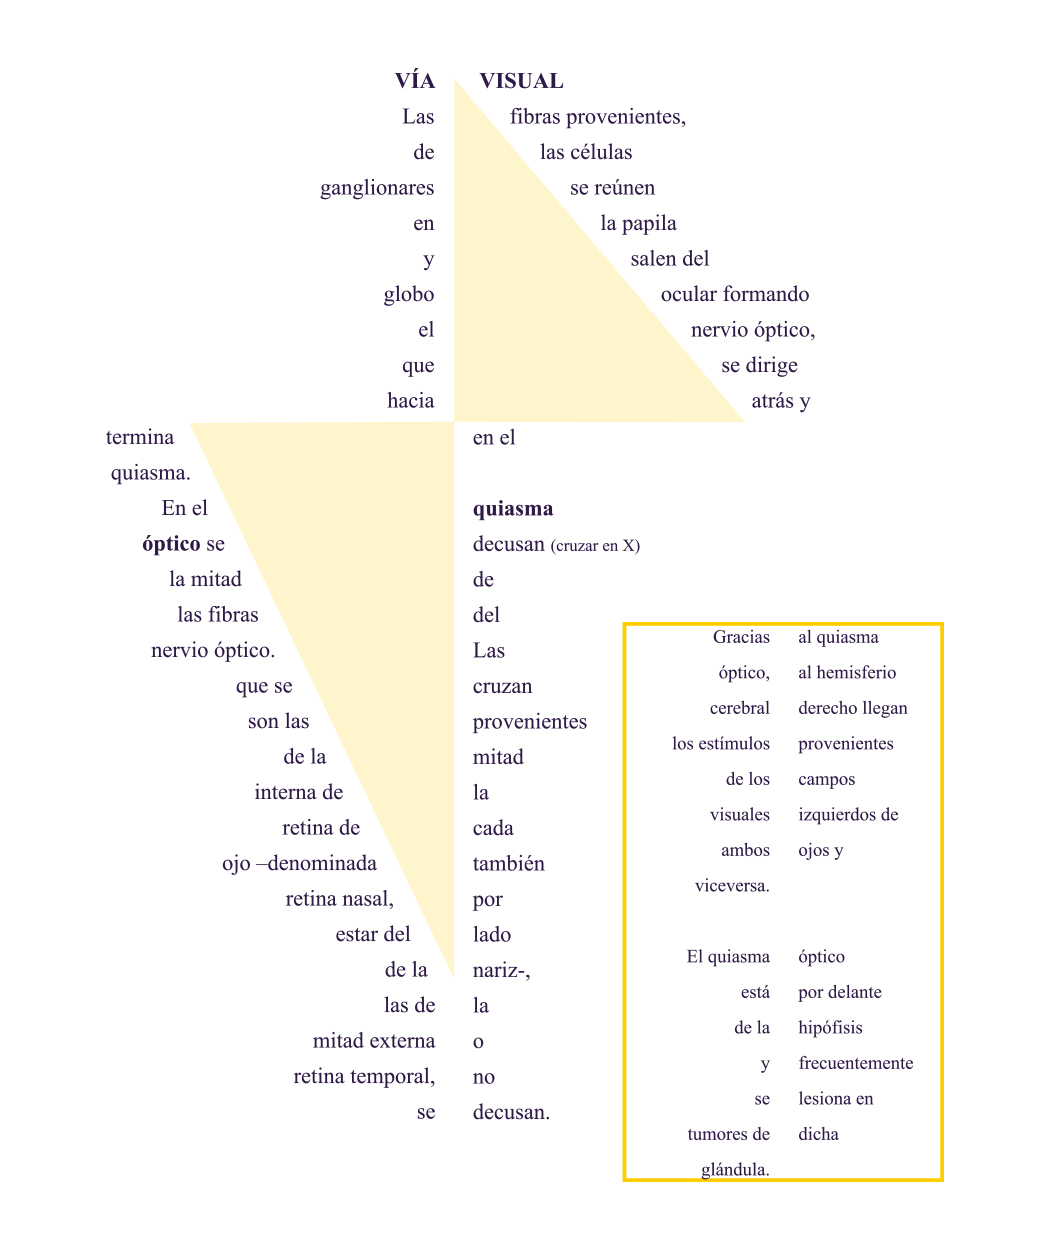 VÍA VISUAL
Las fibras provenientes,
de las células
ganglionares se reúnen
en la papila
y salen del
globo ocular formando
el nervio óptico,
que se dirige
hacia atrás y
termina en el
quiasma.
En el quiasma
óptico se decusan (cruzar en X)
la mitad de
las fibras del
nervio óptico. Las
que se cruzan
son las provenientes
de la mitad
interna de la
retina de cada
ojo –denominada también
retina nasal, por
estar del lado
de la nariz-,
las de la
mitad externa o
retina temporal, no
se decusan.
Gracias al quiasma
óptico, al hemisferio
cerebral derecho llegan
los estímulos provenientes
de los campos
visuales izquierdos de
ambos ojos y
viceversa.
El quiasma óptico
está por delante
de la hipófisis
y frecuentemente
se lesiona en
tumores de dicha
glándula.